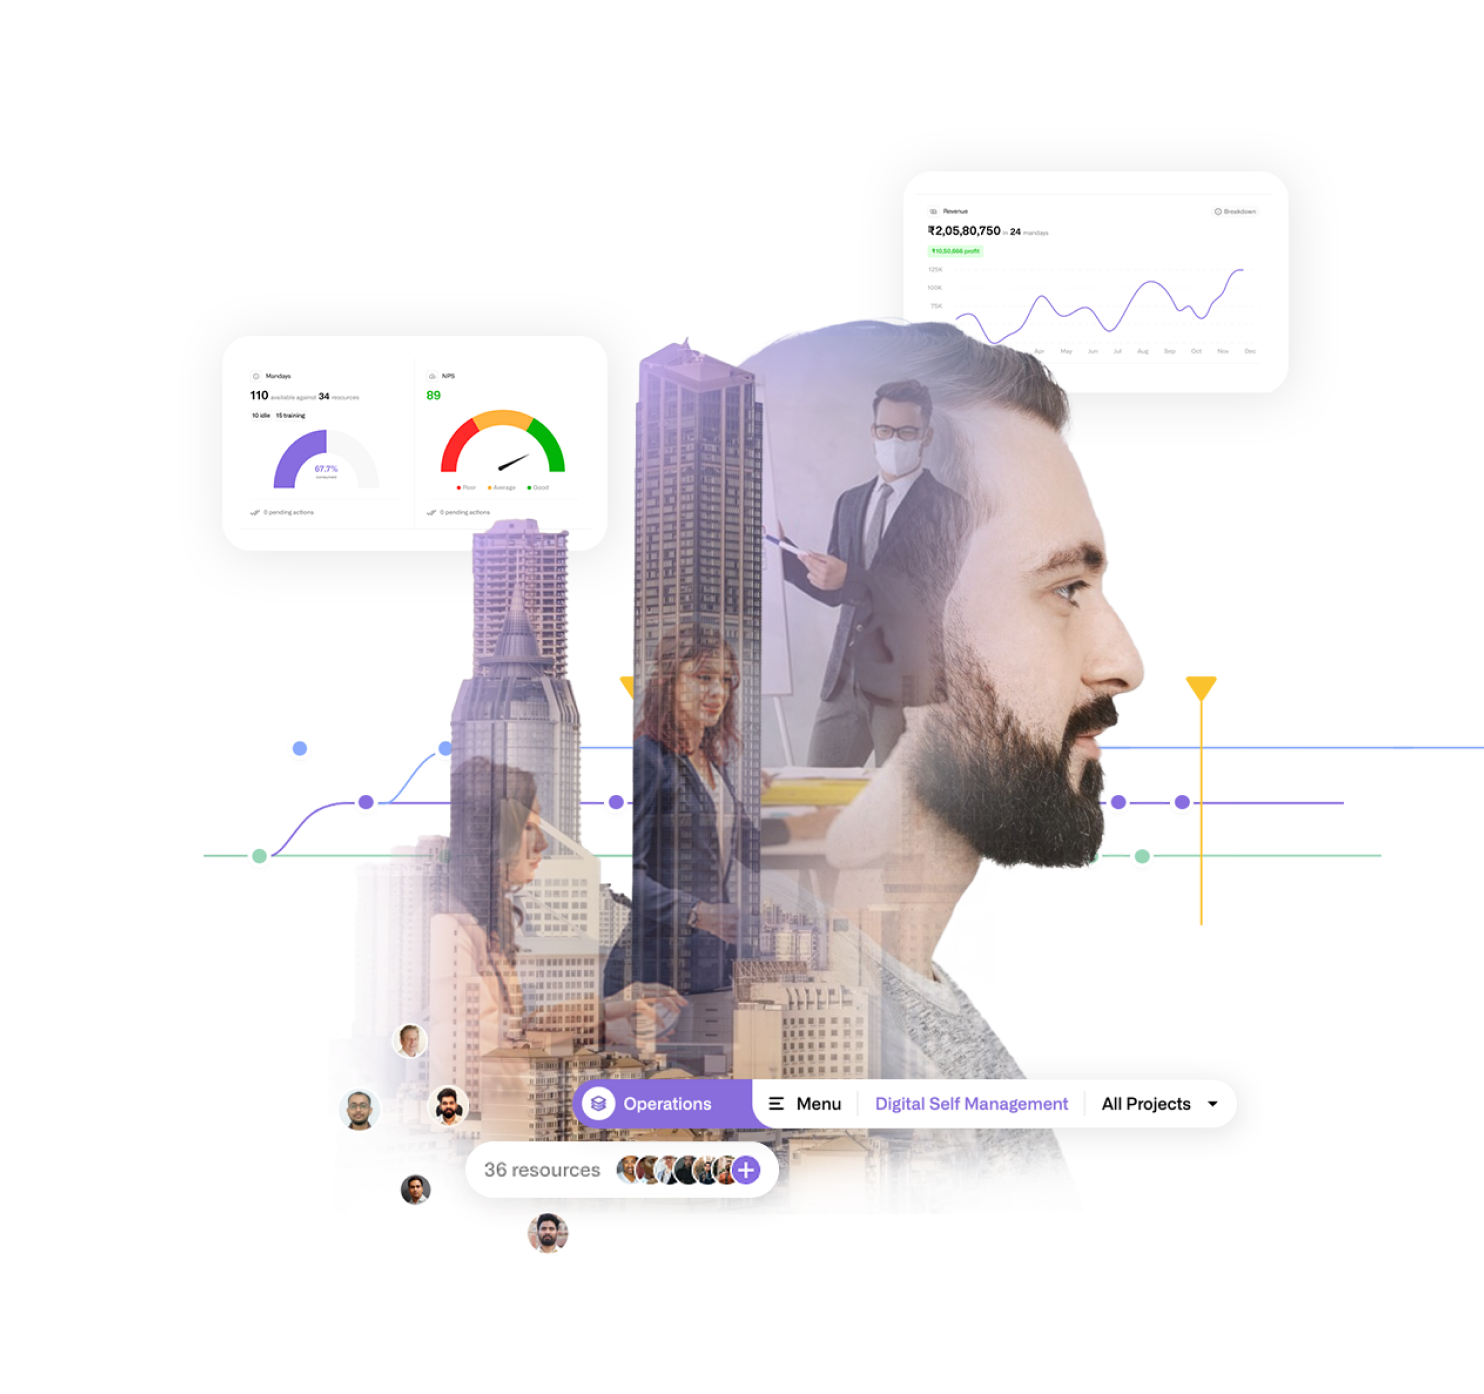 Revenue
Breakdown
₹2,05,80,750 in 24 mandays
₹10,50,666 profit
125K
100K
75K
Apr May Jun Jul Aug Sep Oct Nov Dec
Mandays
110 available against 34 resources
10 idle 15 training
67.7%
consumed
0 pending actions
NPS
89
Poor Average Good
0 pending actions
Operations
Menu
Digital Self Management
All Projects
36 resources